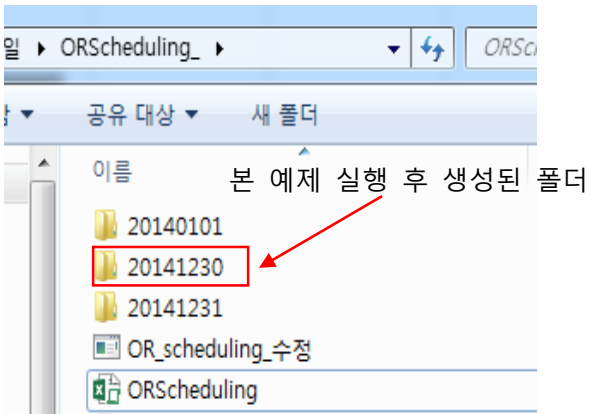 일 ▸ ORScheduling_ ▸
공유 대상 ▼ 새 폴더
이름
본 예제 실행 후 생성된 폴더
20140101
20141230
20141231
OR_scheduling_수정
ORScheduling